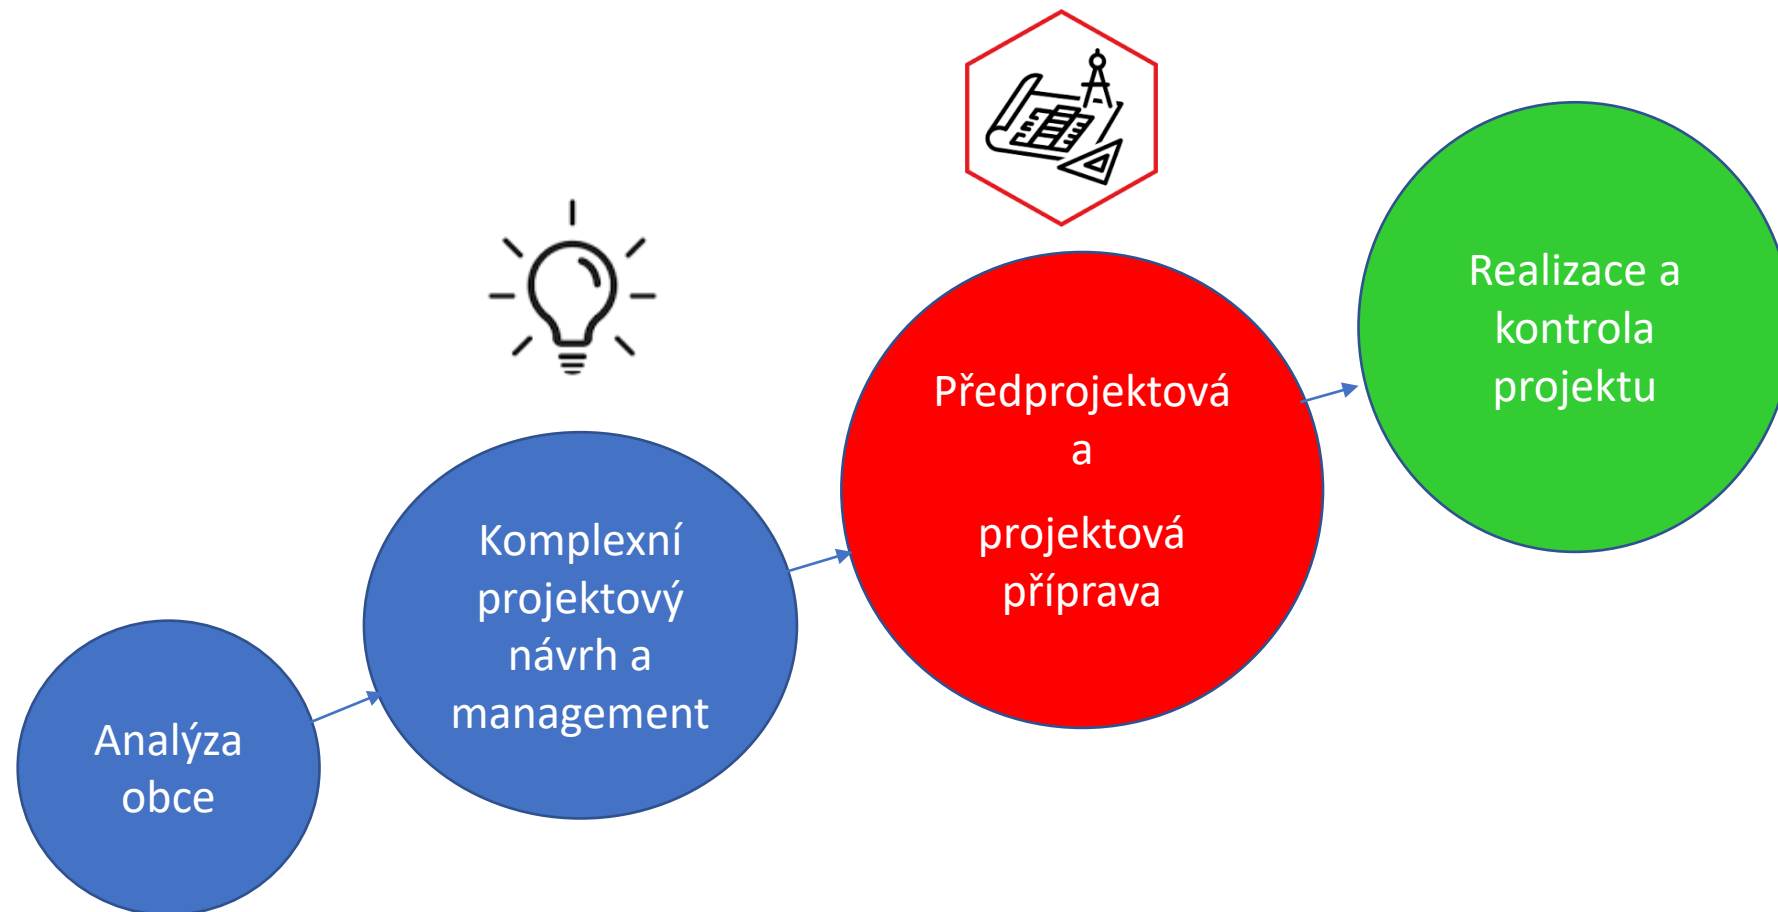 Analýza
obce
Komplexní
projektový
návrh a
management
Předprojektová
a
projektová
příprava
Realizace a
kontrola
projektu